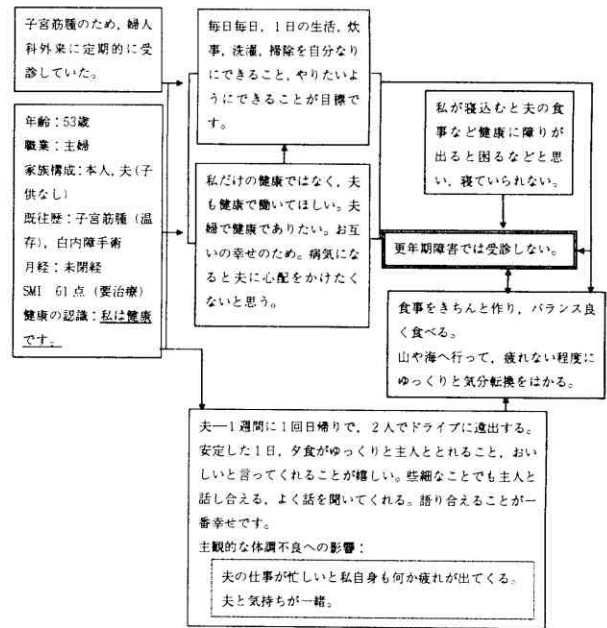 子宮筋腫のため，婦人
科外来に定期的に受
診していた。
毎日毎日，1日の生活，炊
事，洗濯，掃除を自分なり
にできること，やりたいよ
うにできることが目標で
す。
私が寝込むと夫の食
事など健康に障りが
出ると困るなどと思
い，寝ていられない。
年齢：53歳
職業：主婦
家族構成：本人，夫（子
供なし）
既往歴：子宮筋腫（温
存），白内障手術
月経：未閉経
SMI 61点（要治療）
健康の認識：私は健康
です。
私だけの健康ではなく，夫
も健康で働いてほしい。夫
婦で健康でありたい。お互
いの幸せのため。病気にな
ると夫に心配をかけたく
ないと思う。
更年期障害では受診しない。
食事をきちんと作り，バランス良
く食べる。
山や海へ行って，疲れない程度に
ゆっくりと気分転換をはかる。
夫―1週間に1回日帰りで，2人でドライブに遠出する。
安定した1日，夕食がゆっくりと主人ととれること，おい
しいと言ってくれることが嬉しい。些細なことでも主人と
話し合える，よく話を聞いてくれる。語り合えることが一
番幸せです。
主観的な体調不良への影響：
夫の仕事が忙しいと私自身も何か疲れが出てくる。
夫と気持ちが一緒。